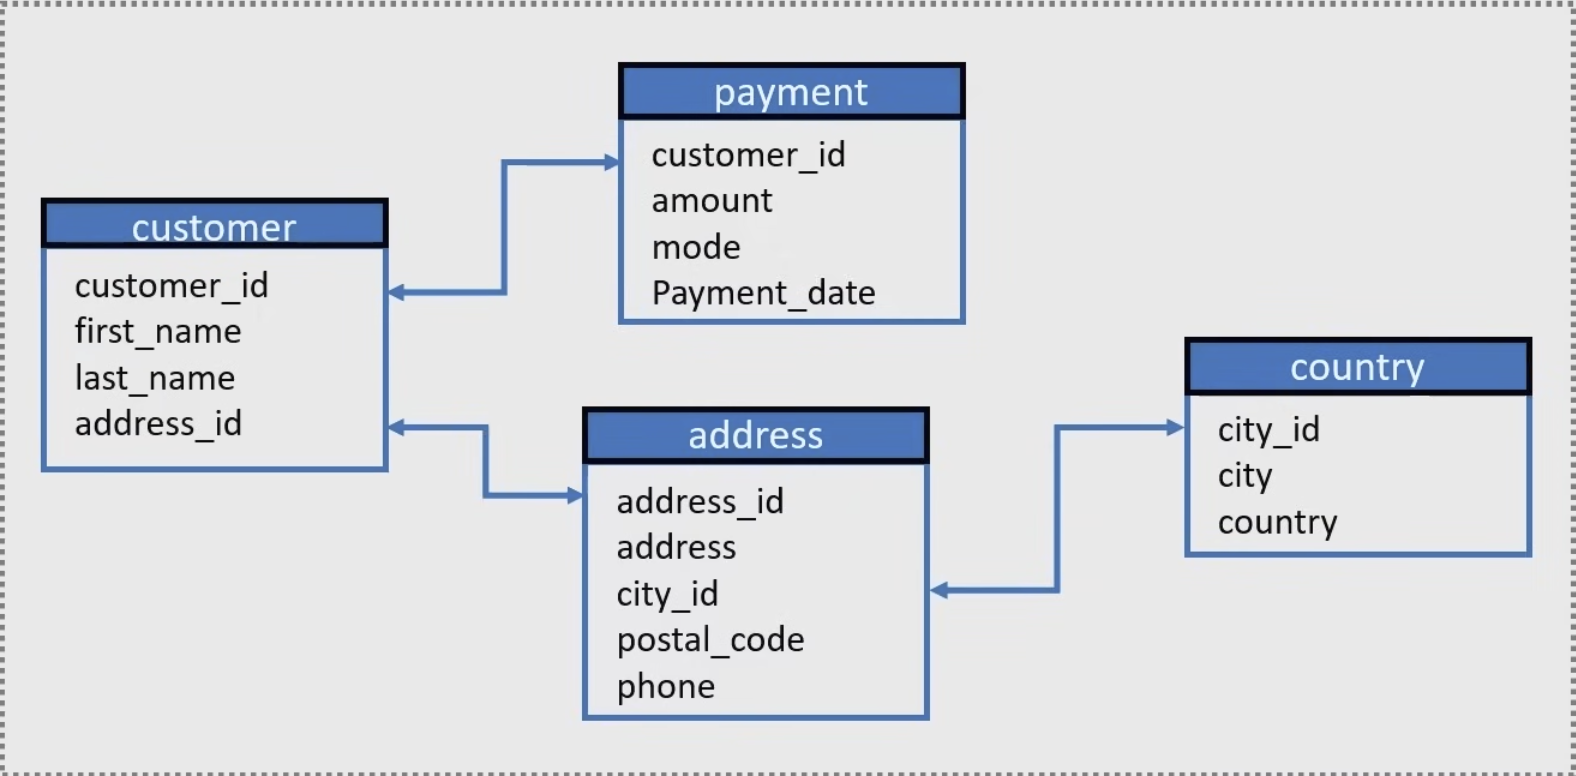 payment
customer_id
amount
mode
Payment_date
customer
customer_id
first_name
last_name
address_id
country
city_id
city
country
address
address_id
address
city_id
postal_code
phone